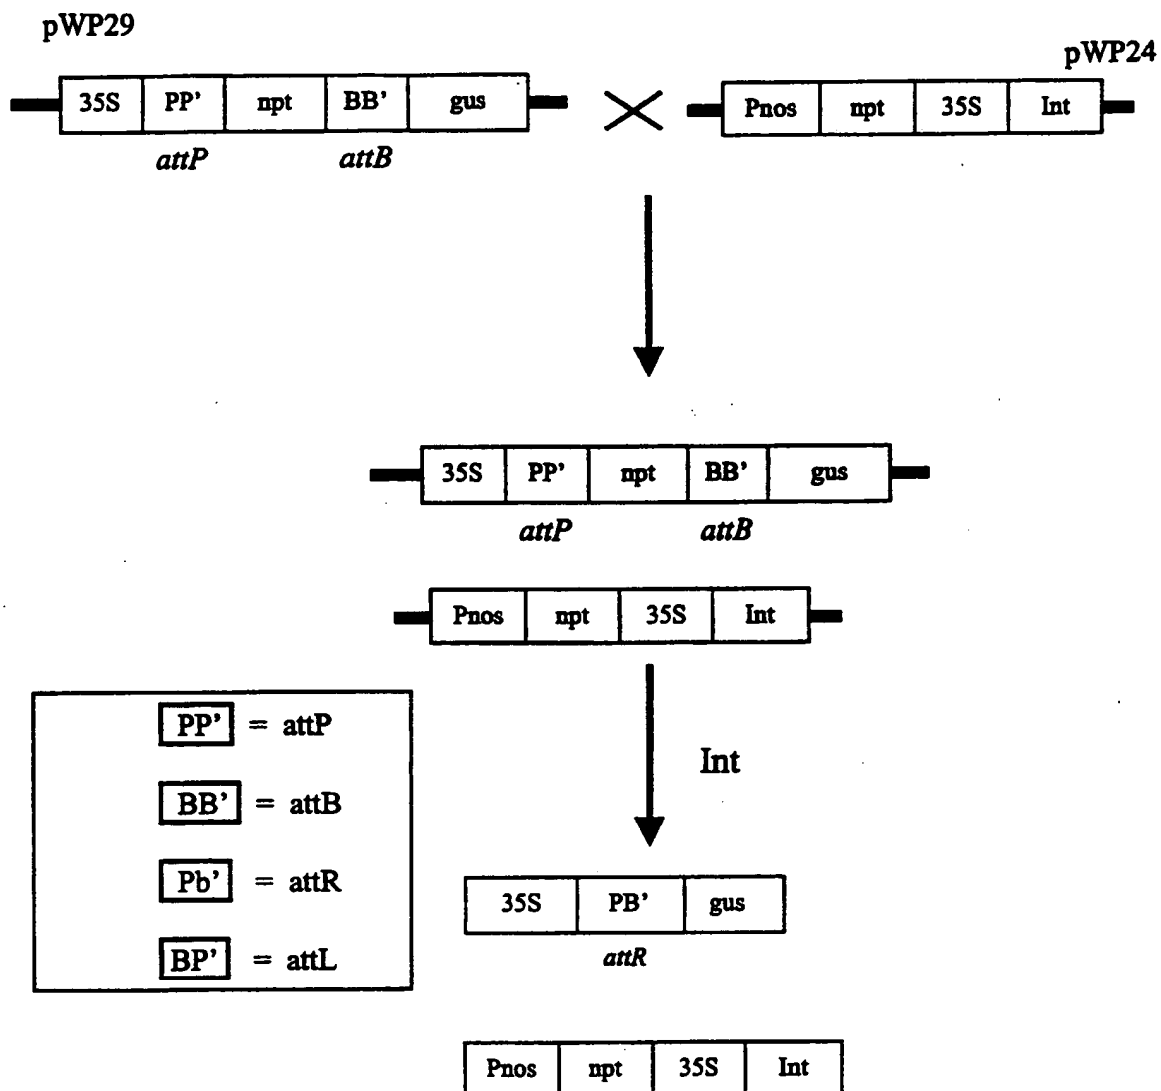 pWP29
pWP24
35S PP' npt BB' gus
Pnos npt 35S Int
attP attB
35S PP' npt BB' gus
attP attB
Pnos npt 35S Int
PP' = attP
BB' = attB
Pb' = attR
BP' = attL
Int
35S PB' gus
attR
Pnos npt 35S Int